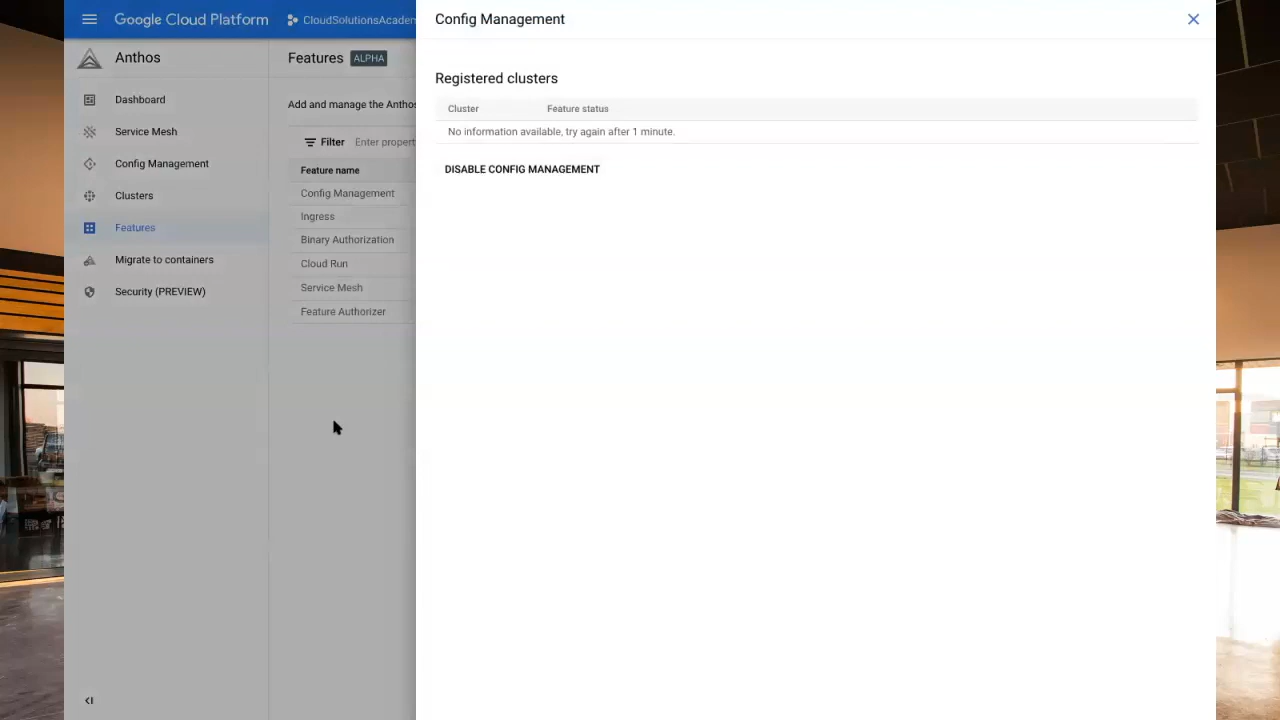 Google Cloud Platform
CloudSolutionsAcadem
Config Management
Anthos
Dashboard
Service Mesh
Config Management
Clusters
Features
Migrate to containers
Security (PREVIEW)
Features ALPHA
Add and manage the Anthos
Filter Enter propert
Feature name
Config Management
Ingress
Binary Authorization
Cloud Run
Service Mesh
Feature Authorizer
Registered clusters
Cluster Feature status
No information available, try again after 1 minute.
DISABLE CONFIG MANAGEMENT